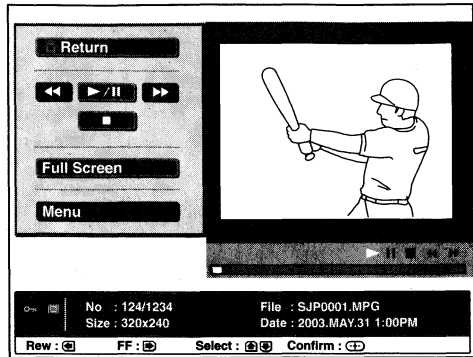 Return
Full Screen
Menu
No : 124/1234
Size : 320x240
File : SJP0001.MPG
Date : 2003.MAY.31 1:00PM
Rew :
FF :
Select :
Confirm :